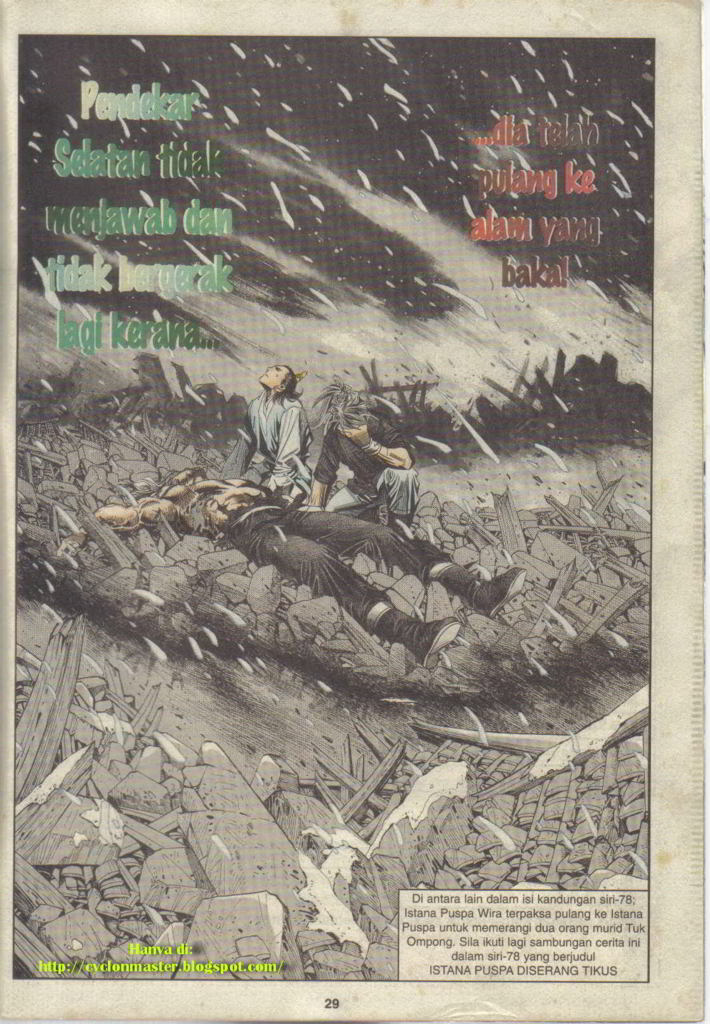 Pendekar
Selatan tidak
menjawab dan
tidak bergerak
lagi kerana...
...dia telah
pulang ke
alam yang
baka!
Di antara lain dalam isi kandungan siri-78;
Istana Puspa Wira terpaksa pulang ke Istana
Puspa untuk memerangi dua orang murid Tuk
Ompong. Sila ikuti lagi sambungan cerita ini
dalam siri-78 yang berjudul
ISTANA PUSPA DISERANG TIKUS
Hanya di:
http://cyclonmaster.blogspot.com/
29